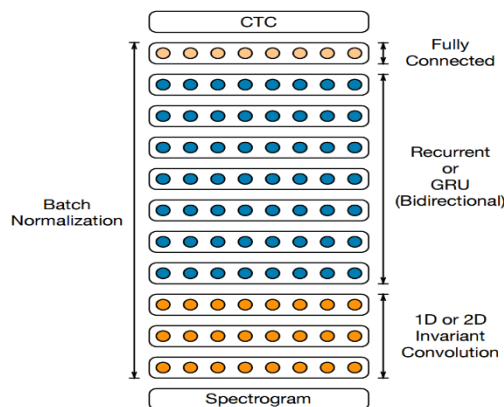 CTC
Fully
Connected
Recurrent
or
GRU
(Bidirectional)
Batch
Normalization
1D or 2D
Invariant
Convolution
Spectrogram